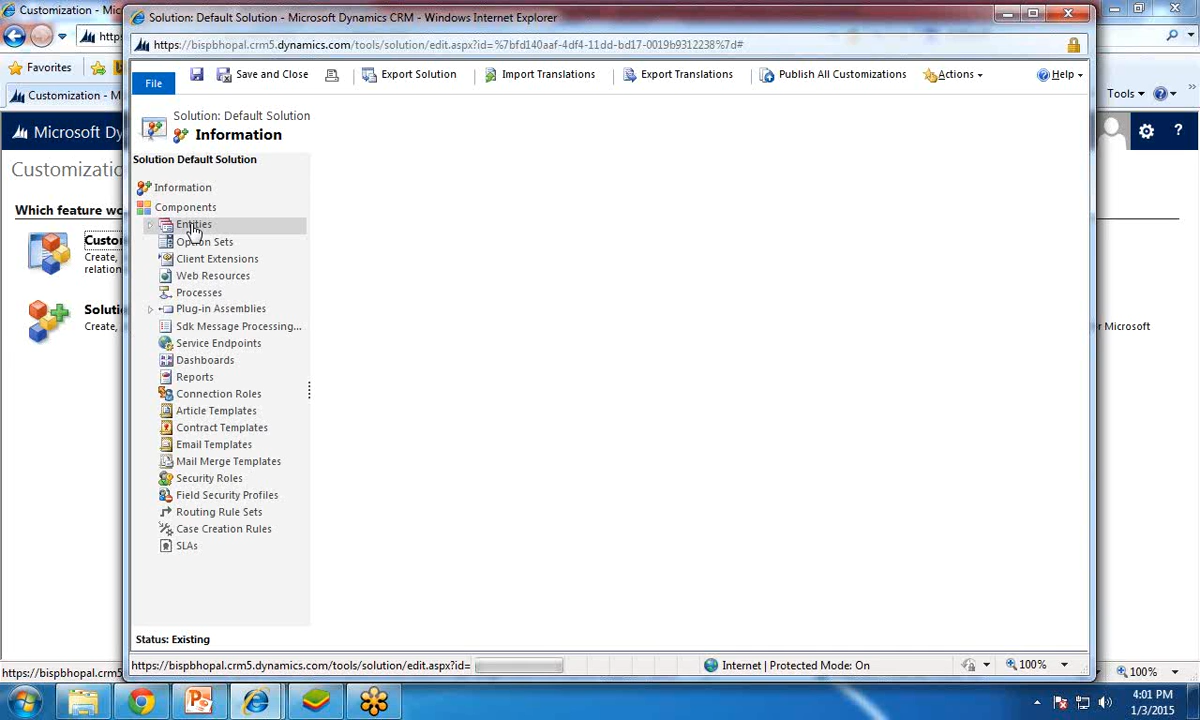 Customization - Mic
Solution: Default Solution - Microsoft Dynamics CRM - Windows Internet Explorer
https://bispbhopal.crm5.dynamics.com/tools/solution/edit.aspx?id=%7bfd140aaf-4df4-11dd-bd17-0019b9312238%7d#
http
Favorites
Customization - M
Tools
File
Save and Close
Export Solution
Import Translations
Export Translations
Publish All Customizations
Actions
Help
Microsoft Dy
?
Customizatio
Which feature wo
Custo
Create,
relation
Solutio
Create,
r Microsoft
Solution: Default Solution
Information
Solution Default Solution
Information
Components
Entities
Option Sets
Client Extensions
Web Resources
Processes
Plug-in Assemblies
Sdk Message Processing...
Service Endpoints
Dashboards
Reports
Connection Roles
Article Templates
Contract Templates
Email Templates
Mail Merge Templates
Security Roles
Field Security Profiles
Routing Rule Sets
Case Creation Rules
SLAs
Status: Existing
https://bispbhopal.crm5.dynamics.com/tools/solution/edit.aspx?id=
Internet | Protected Mode: On
100%
https://bispbhopal.crm5
100%
4:01 PM
1/3/2015